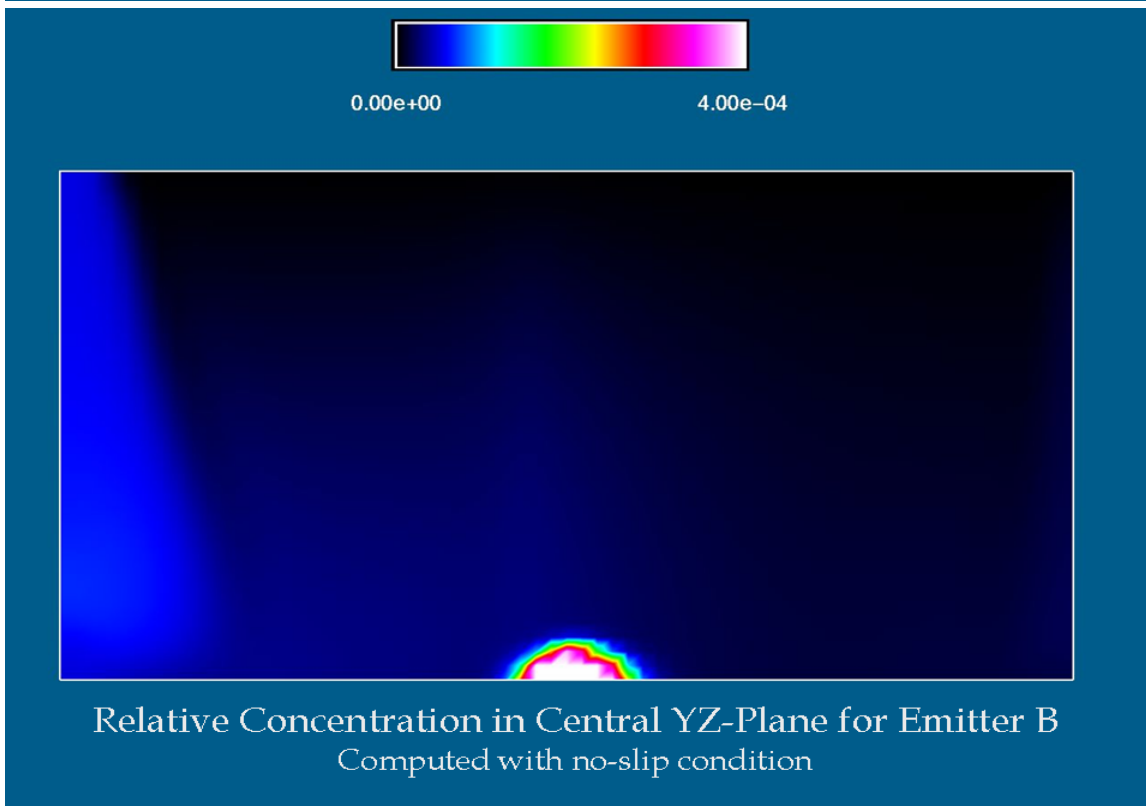 0.00e+00 4.00e−04
Relative Concentration in Central YZ-Plane for Emitter B
Computed with no-slip condition